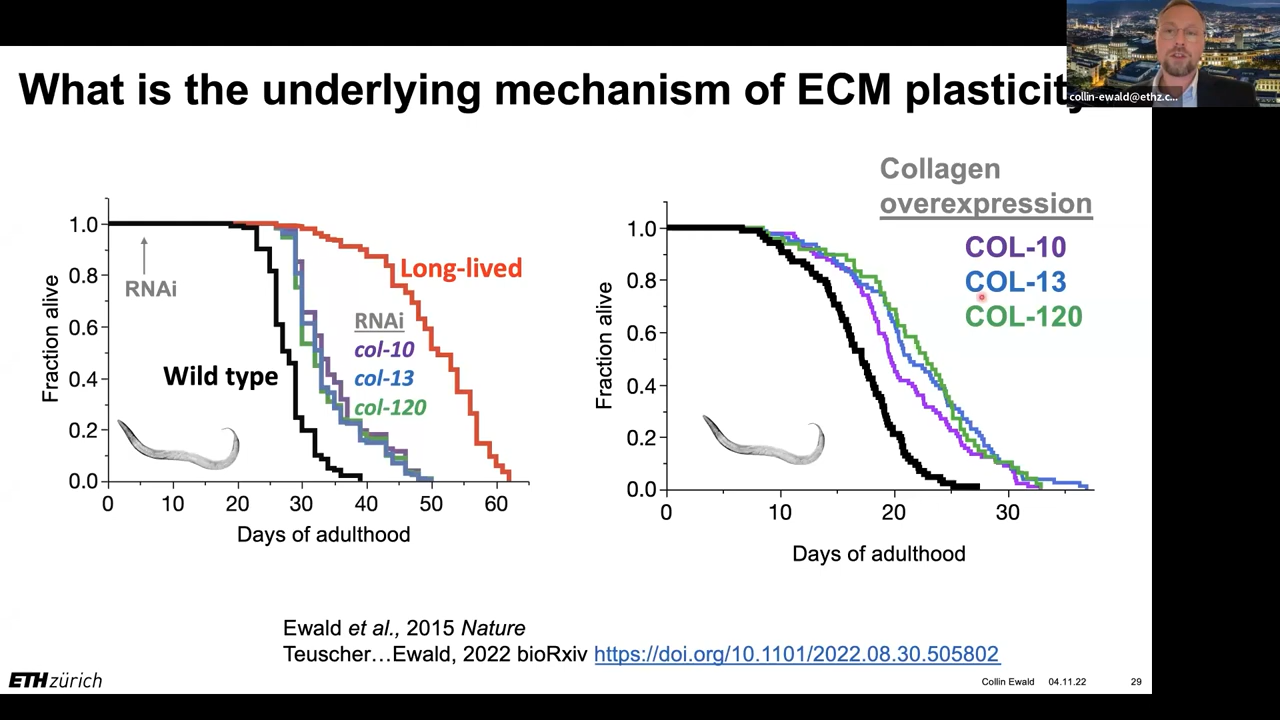 What is the underlying mechanism of ECM plasticity
collin-ewald@ethz.c...
1.0
0.8
0.6
0.4
0.2
0.0
Fraction alive
RNAi
Wild type
Long-lived
RNAi
col-10
col-13
col-120
0 10 20 30 40 50 60
Days of adulthood
Collagen
overexpression
COL-10
COL-13
COL-120
1.0
0.8
0.6
0.4
0.2
0.0
Fraction alive
0 10 20 30
Days of adulthood
Ewald et al., 2015 Nature
Teuscher…Ewald, 2022 bioRxiv https://doi.org/10.1101/2022.08.30.505802
ETH zürich
Collin Ewald 04.11.22 29